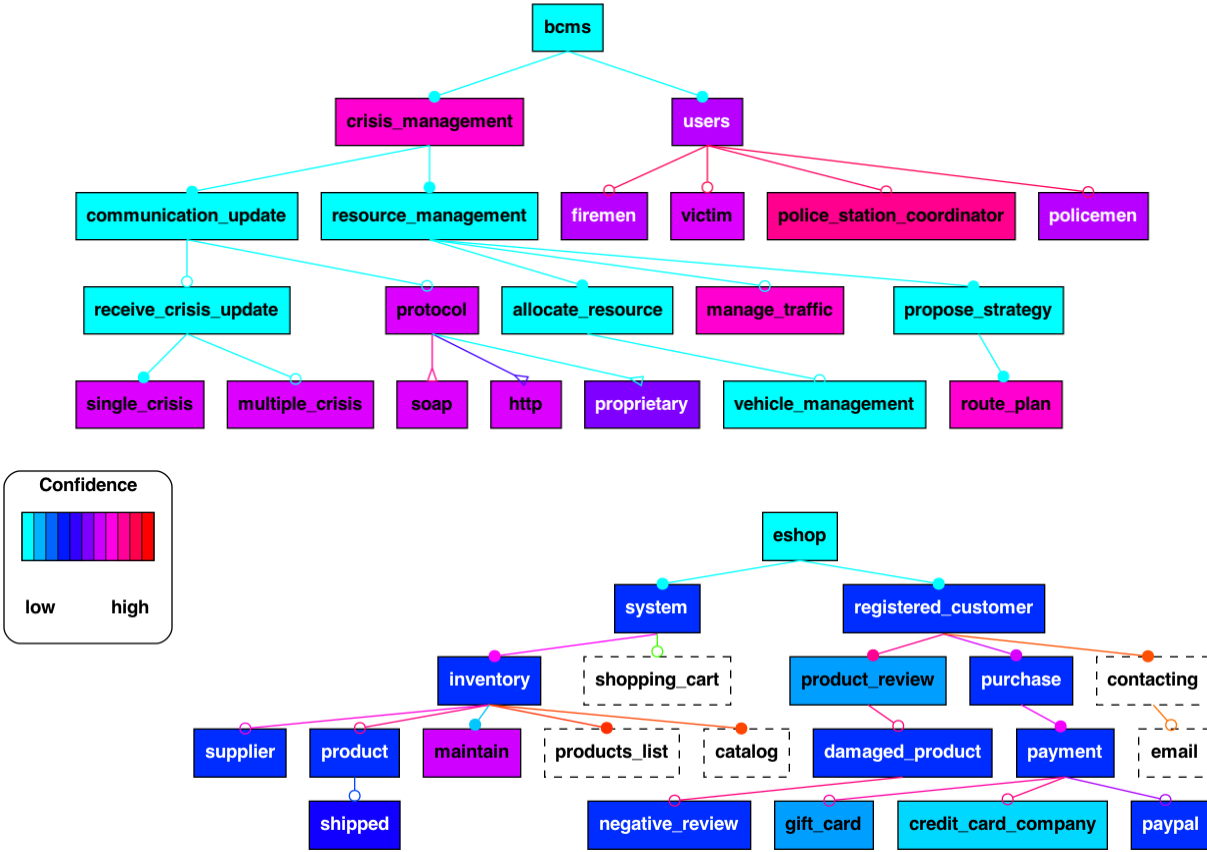 bcms
crisis_management
users
communication_update
resource_management
firemen
victim
police_station_coordinator
policemen
receive_crisis_update
protocol
allocate_resource
manage_traffic
propose_strategy
single_crisis
multiple_crisis
soap
http
proprietary
vehicle_management
route_plan
Confidence
low
high
eshop
system
registered_customer
inventory
shopping_cart
product_review
purchase
contacting
supplier
product
maintain
products_list
catalog
damaged_product
payment
email
shipped
negative_review
gift_card
credit_card_company
paypal